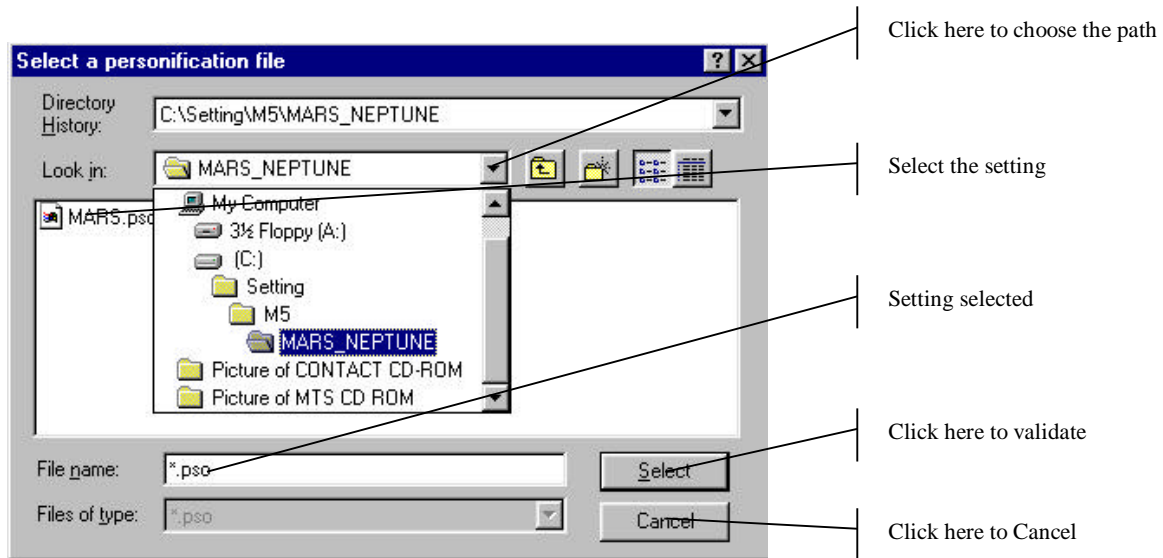 Click here to choose the path
Select a personification file
Directory
History:
C:\Setting\M5\MARS_NEPTUNE
Look in:
MARS_NEPTUNE
Select the setting
MARS.pso
My Computer
3½ Floppy (A:)
(C:)
Setting
M5
MARS_NEPTUNE
Picture of CONTACT CD-ROM
Picture of MTS CD ROM
Setting selected
Click here to validate
File name:
*.pso
Select
Files of type:
*.pso
Cancel
Click here to Cancel